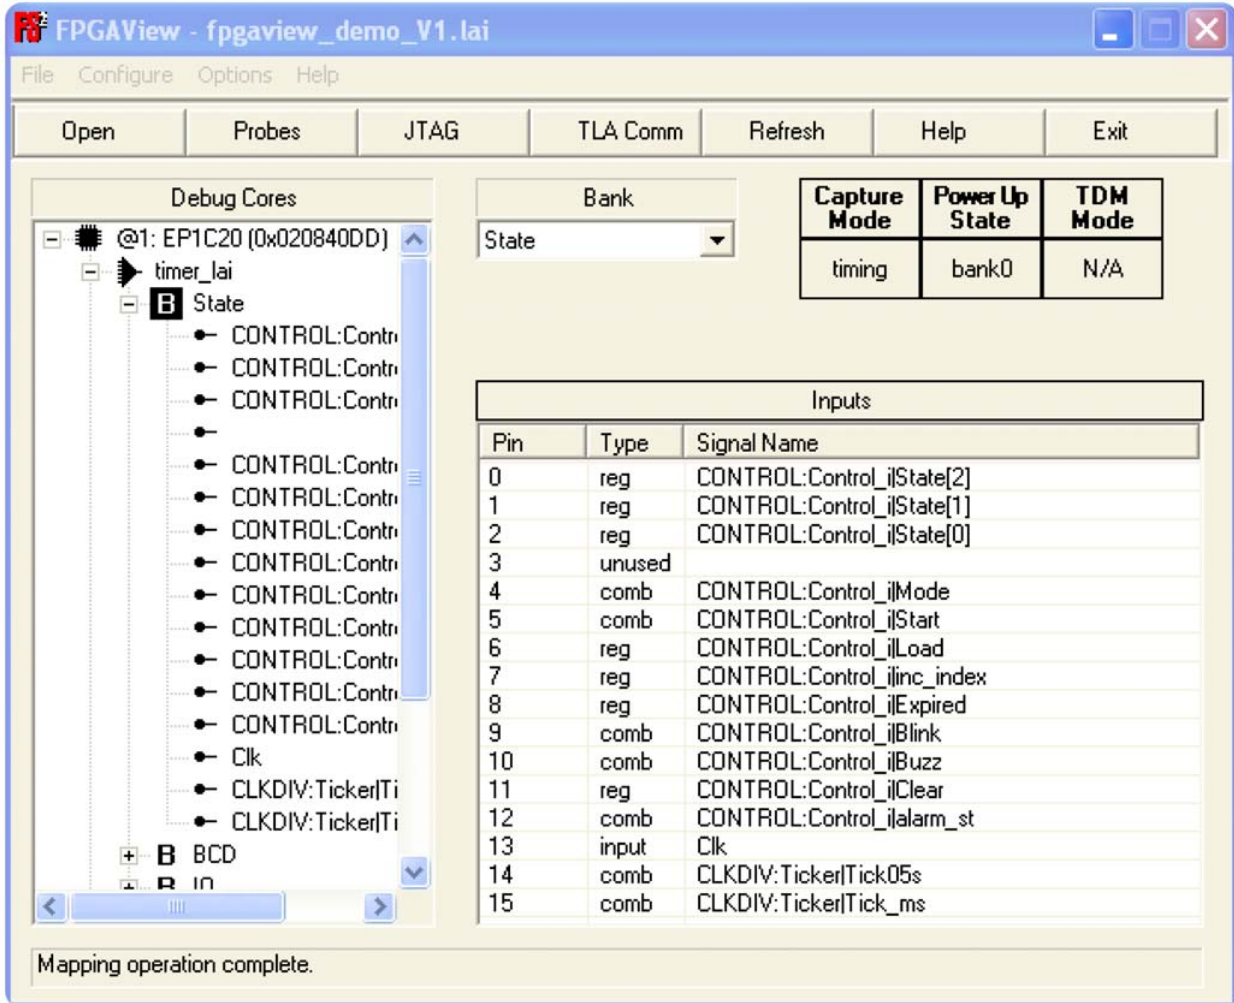 FPGAView - fpgaview_demo_V1.lai
File Configure Options Help
Open Probes JTAG TLA Comm Refresh Help Exit
Debug Cores
@1: EP1C20 (0x020840DD)
timer_lai
B State
CONTROL:Contr
CONTROL:Contr
CONTROL:Contr
CONTROL:Contr
CONTROL:Contr
CONTROL:Contr
CONTROL:Contr
CONTROL:Contr
CONTROL:Contr
CONTROL:Contr
CONTROL:Contr
CONTROL:Contr
Clk
CLKDIV:Ticker|Ti
CLKDIV:Ticker|Ti
B BCD
B IO
Bank
State
Capture Mode Power Up State TDM Mode
timing bank0 N/A
Inputs
Pin Type Signal Name
0 reg CONTROL:Control_i|State[2]
1 reg CONTROL:Control_i|State[1]
2 reg CONTROL:Control_i|State[0]
3 unused
4 comb CONTROL:Control_i|Mode
5 comb CONTROL:Control_i|Start
6 reg CONTROL:Control_i|Load
7 reg CONTROL:Control_i|inc_index
8 reg CONTROL:Control_i|Expired
9 comb CONTROL:Control_i|Blink
10 comb CONTROL:Control_i|Buzz
11 reg CONTROL:Control_i|Clear
12 comb CONTROL:Control_i|alarm_st
13 input Clk
14 comb CLKDIV:Ticker|Tick05s
15 comb CLKDIV:Ticker|Tick_ms
Mapping operation complete.